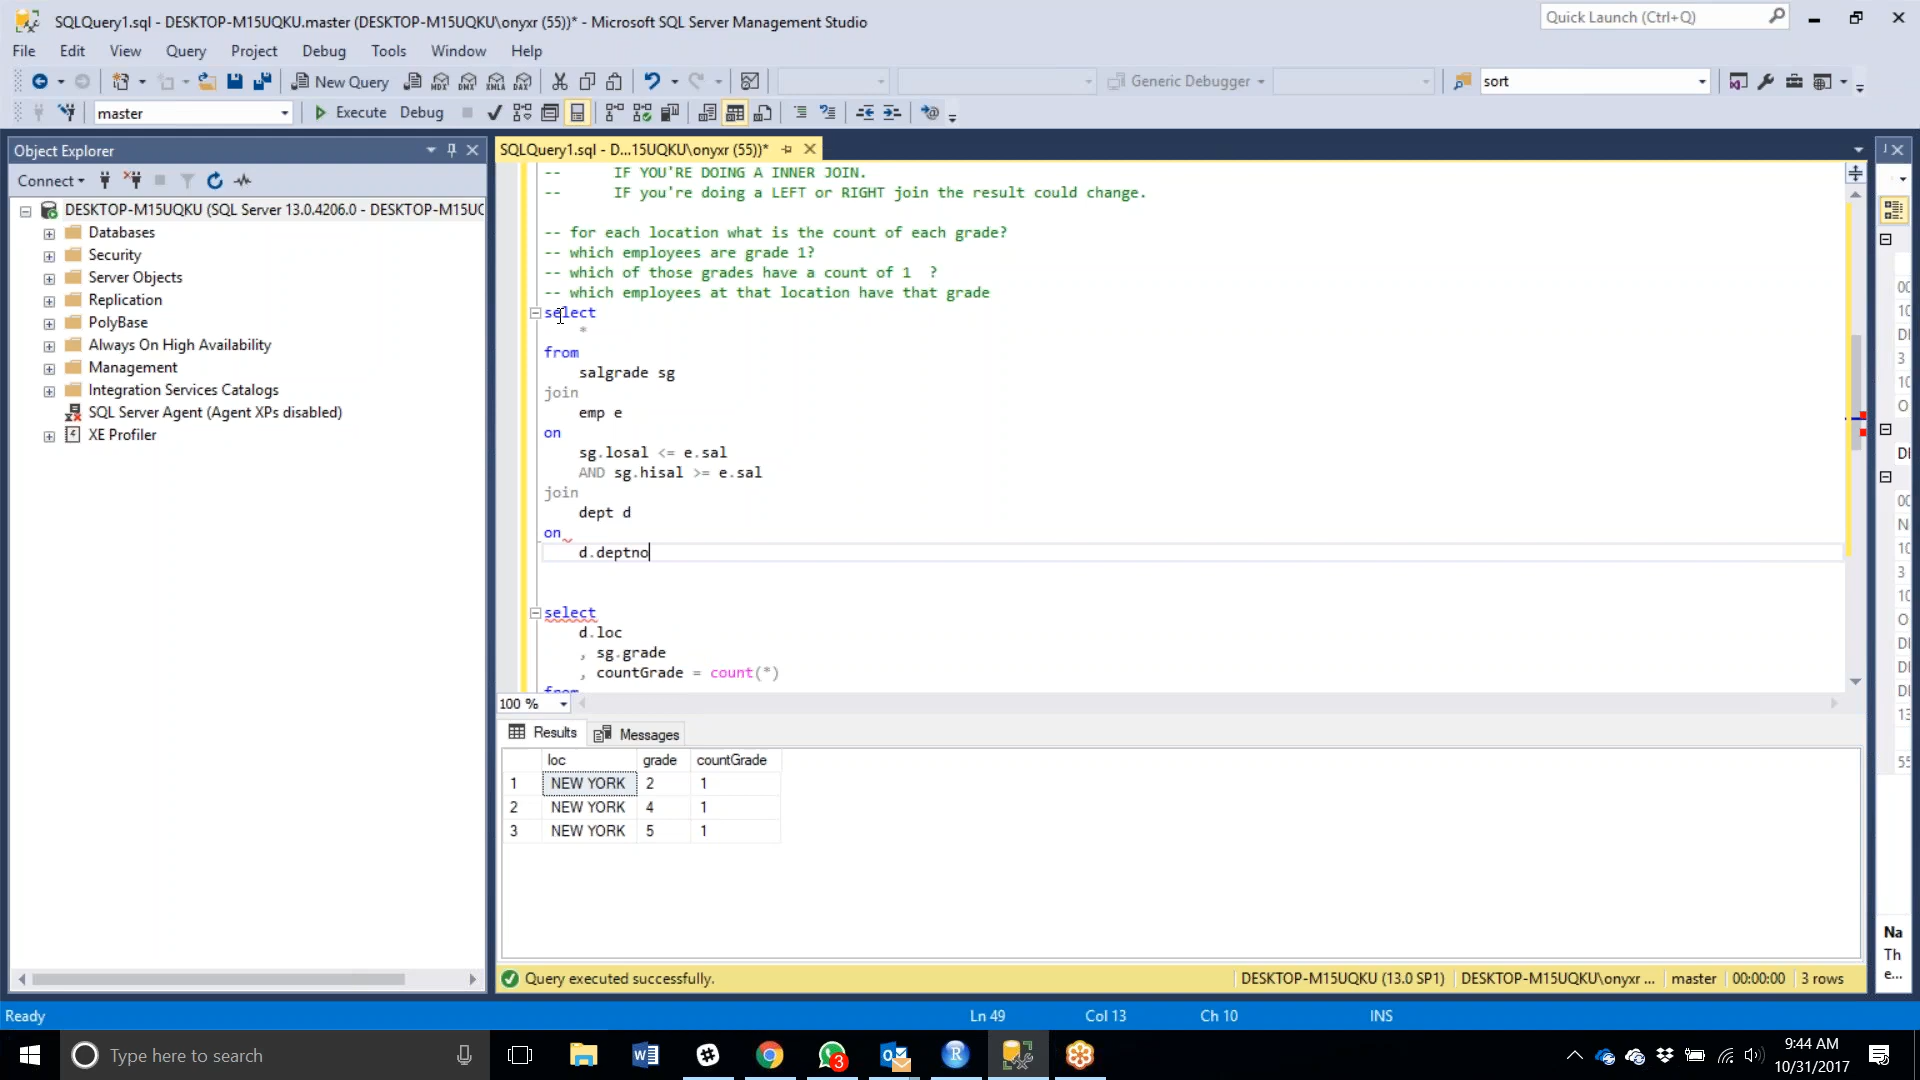 SQLQuery1.sql - DESKTOP-M15UQKU.master (DESKTOP-M15UQKU\onyxr (55))* - Microsoft SQL Server Management Studio
Quick Launch (Ctrl+Q)
File Edit View Query Project Debug Tools Window Help
New Query
MDX DMX XMLA DAX
Generic Debugger
sort
master
Execute Debug
Object Explorer
SQLQuery1.sql - D...15UQKU\onyxr (55))*
Connect
DESKTOP-M15UQKU (SQL Server 13.0.4206.0 - DESKTOP-M15UC
Databases
Security
Server Objects
Replication
PolyBase
Always On High Availability
Management
Integration Services Catalogs
SQL Server Agent (Agent XPs disabled)
XE Profiler
-- IF YOU'RE DOING A INNER JOIN.
-- IF you're doing a LEFT or RIGHT join the result could change.
-- for each location what is the count of each grade?
-- which employees are grade 1?
-- which of those grades have a count of 1 ?
-- which employees at that location have that grade
select
*
from
salgrade sg
join
emp e
on
sg.losal <= e.sal
AND sg.hisal >= e.sal
join
dept d
on
d.deptno
select
d.loc
, sg.grade
, countGrade = count(*)
from
100 %
Results Messages
loc grade countGrade
1 NEW YORK 2 1
2 NEW YORK 4 1
3 NEW YORK 5 1
Na
Th
e...
Query executed successfully.
DESKTOP-M15UQKU (13.0 SP1) DESKTOP-M15UQKU\onyxr ... master 00:00:00 3 rows
Ready Ln 49 Col 13 Ch 10 INS
Type here to search
3
9:44 AM
10/31/2017